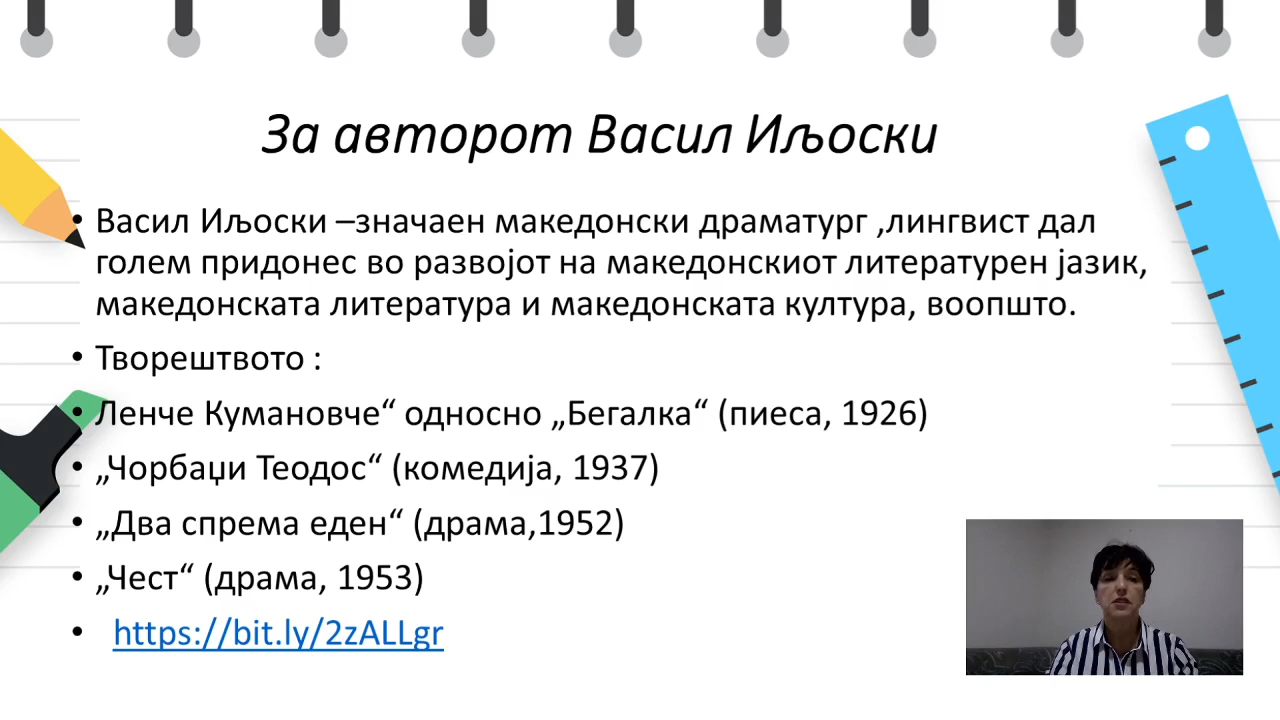 За авторот Васил Иљоски
• Васил Иљоски –значаен македонски драматург ,лингвист дал
голем придонес во развојот на македонскиот литературен јазик,
македонската литература и македонската култура, воопшто.
• Творештвото :
• Ленче Кумановче“ односно „Бегалка“ (пиеса, 1926)
• „Чорбаџи Теодос“ (комедија, 1937)
• „Два спрема еден“ (драма,1952)
• „Чест“ (драма, 1953)
• https://bit.ly/2zALLgr